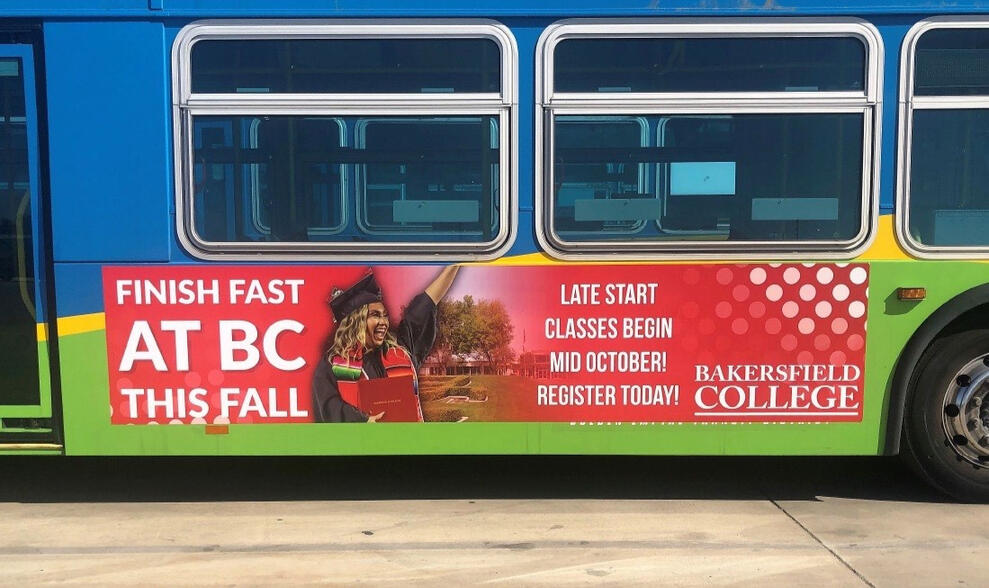 FINISH FAST
AT BC
THIS FALL
LATE START
CLASSES BEGIN
MID OCTOBER!
REGISTER TODAY!
BAKERSFIELD
COLLEGE